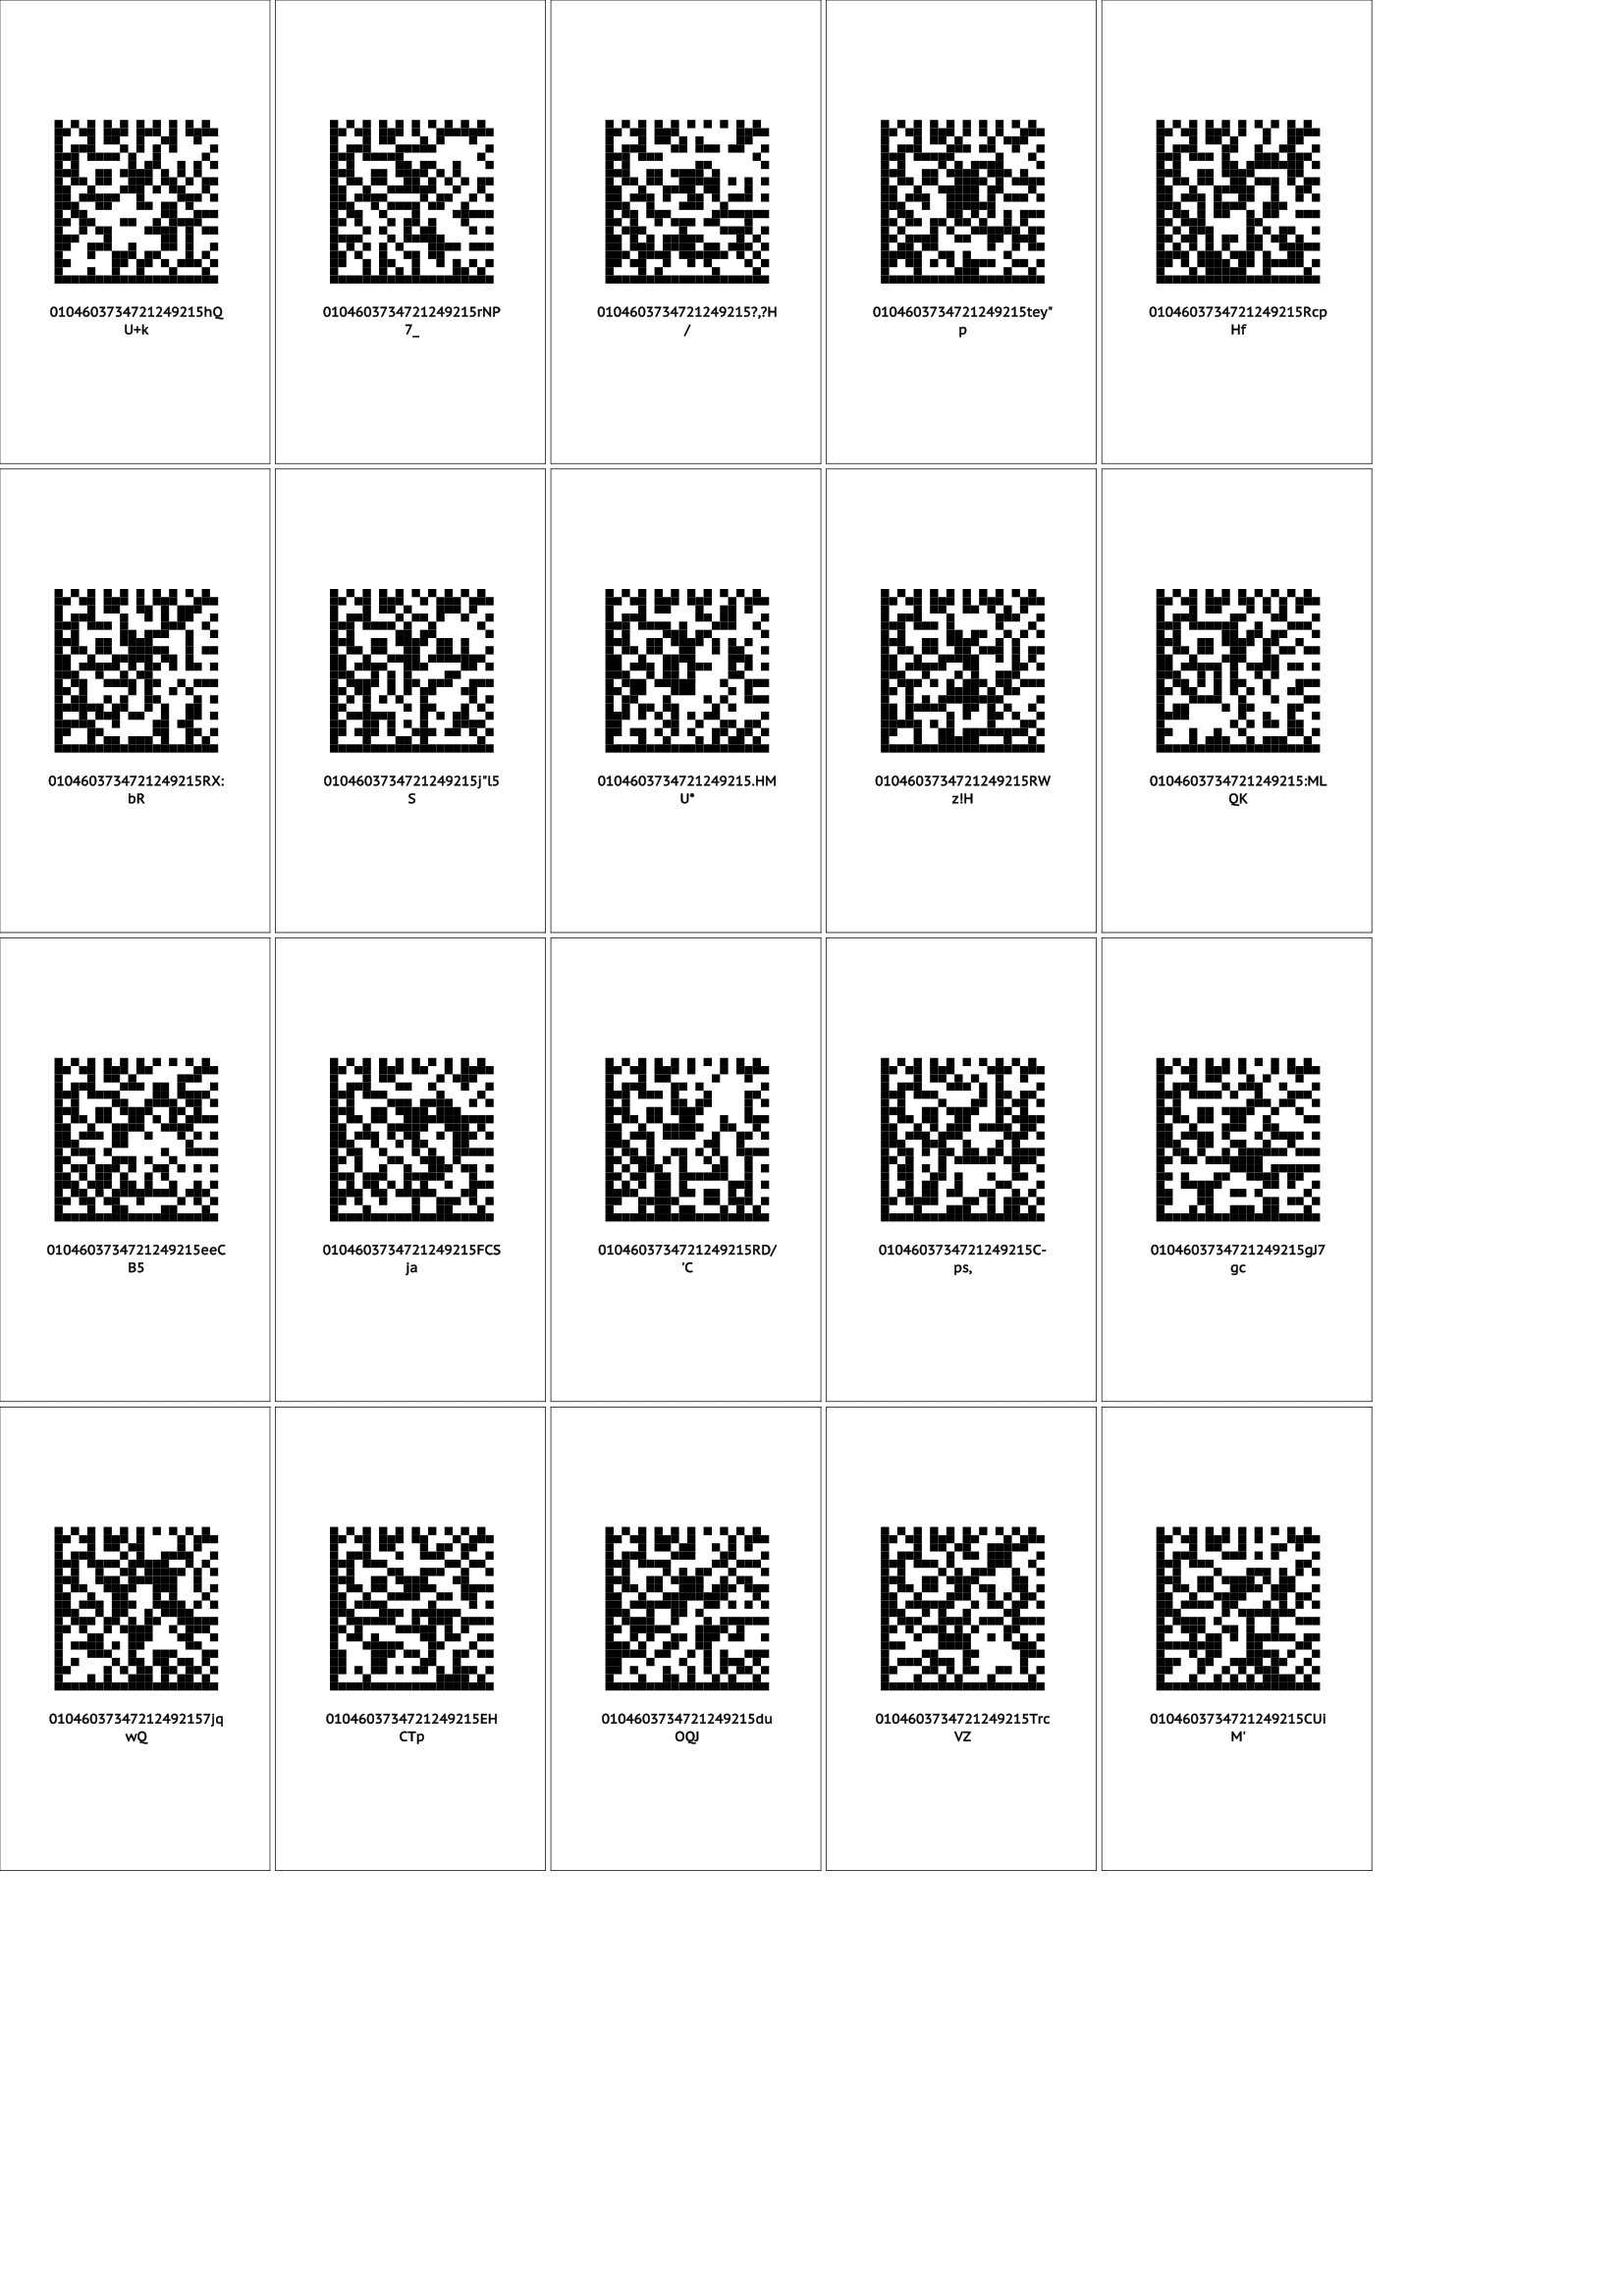 0104603734721249215hQ
U+k
0104603734721249215rNP
7_
0104603734721249215?,?H
/
0104603734721249215tey"
p
0104603734721249215Rcp
Hf
0104603734721249215RX:
bR
0104603734721249215j"l5
S
0104603734721249215.HM
U*
0104603734721249215RW
z!H
0104603734721249215:ML
QK
0104603734721249215eeC
B5
0104603734721249215FCS
ja
0104603734721249215RD/
'C
0104603734721249215C-
ps,
0104603734721249215gJ7
gc
01046037347212492157jq
wQ
0104603734721249215EH
CTp
0104603734721249215du
OQJ
0104603734721249215Trc
VZ
0104603734721249215CUi
M'